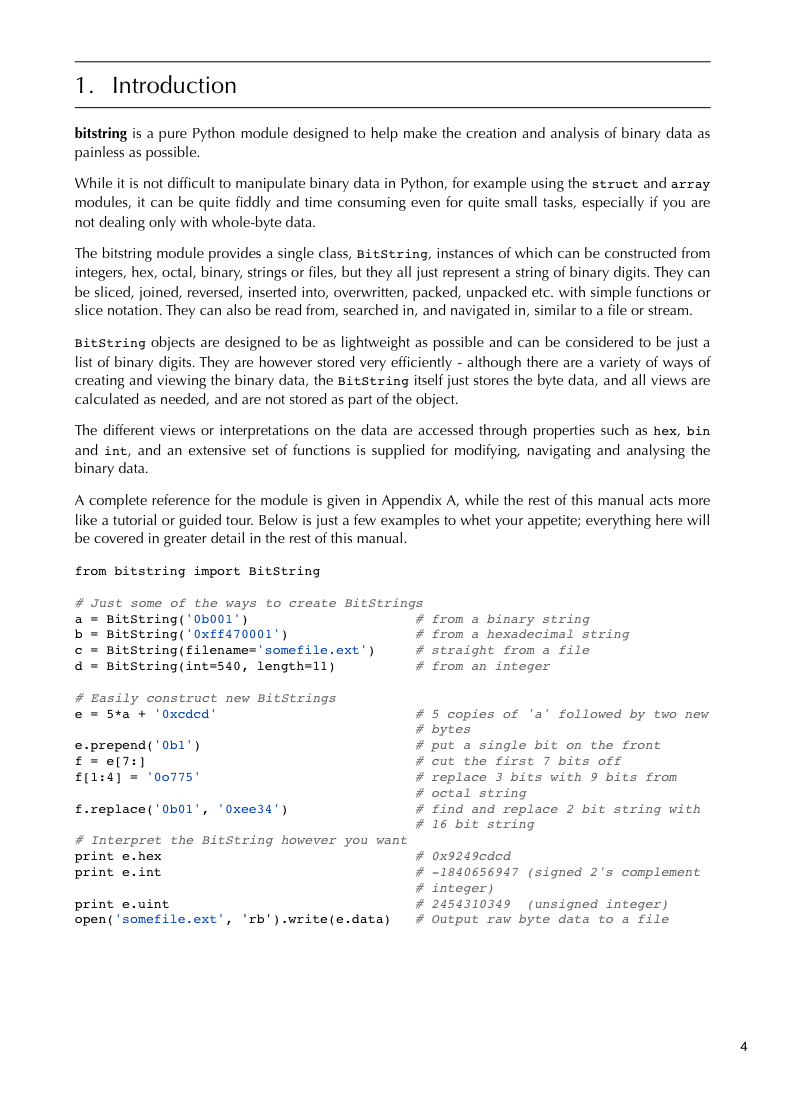 1. Introduction
bitstring is a pure Python module designed to help make the creation and analysis of binary data as
painless as possible.
While it is not difficult to manipulate binary data in Python, for example using the struct and array
modules, it can be quite fiddly and time consuming even for quite small tasks, especially if you are
not dealing only with whole-byte data.
The bitstring module provides a single class, BitString, instances of which can be constructed from
integers, hex, octal, binary, strings or files, but they all just represent a string of binary digits. They can
be sliced, joined, reversed, inserted into, overwritten, packed, unpacked etc. with simple functions or
slice notation. They can also be read from, searched in, and navigated in, similar to a file or stream.
BitString objects are designed to be as lightweight as possible and can be considered to be just a
list of binary digits. They are however stored very efficiently - although there are a variety of ways of
creating and viewing the binary data, the BitString itself just stores the byte data, and all views are
calculated as needed, and are not stored as part of the object.
The different views or interpretations on the data are accessed through properties such as hex, bin
and int, and an extensive set of functions is supplied for modifying, navigating and analysing the
binary data.
A complete reference for the module is given in Appendix A, while the rest of this manual acts more
like a tutorial or guided tour. Below is just a few examples to whet your appetite; everything here will
be covered in greater detail in the rest of this manual.
from bitstring import BitString
# Just some of the ways to create BitStrings
a = BitString('0b001') # from a binary string
b = BitString('0xff470001') # from a hexadecimal string
c = BitString(filename='somefile.ext') # straight from a file
d = BitString(int=540, length=11) # from an integer
# Easily construct new BitStrings
e = 5*a + '0xcdcd' # 5 copies of 'a' followed by two new
# bytes
e.prepend('0b1') # put a single bit on the front
f = e[7:] # cut the first 7 bits off
f[1:4] = '0o775' # replace 3 bits with 9 bits from
# octal string
f.replace('0b01', '0xee34') # find and replace 2 bit string with
# 16 bit string
# Interpret the BitString however you want
print e.hex # 0x9249cdcd
print e.int # -1840656947 (signed 2's complement
# integer)
print e.uint # 2454310349 (unsigned integer)
open('somefile.ext', 'rb').write(e.data) # Output raw byte data to a file
4